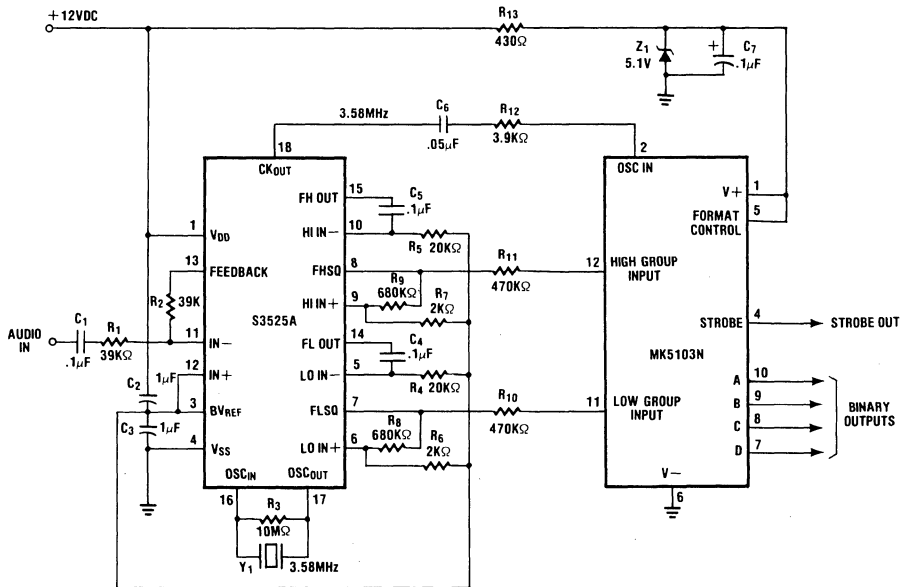 +12VDC
R13
430Ω
Z1
5.1V
+
C7
.1μF
3.58MHz
C6
.05μF
R12
3.9KΩ
18
CKOUT
2
OSC IN
15
FH OUT
C5
.1μF
V+
1
FORMAT
CONTROL
5
1
VDD
10
HI IN-
R5 20KΩ
13
FEEDBACK
8
FHSQ
R11
470KΩ
12
HIGH GROUP
INPUT
R9
680KΩ
R7
2KΩ
R2
39K
S3525A
9
HI IN+
AUDIO
IN
C1
.1μF
R1
39KΩ
11
IN-
14
FL OUT
C4
.1μF
STROBE
4
STROBE OUT
MK5103N
12
IN+
5
LO IN-
R4 20KΩ
C2
1μF
3
BVREF
7
FLSQ
R10
470KΩ
11
LOW GROUP
INPUT
A
10
B
9
C
8
D
7
BINARY
OUTPUTS
C3
1μF
R8
680KΩ
R6
2KΩ
4
VSS
6
LO IN+
V-
6
OSCIN
OSCOUT
16
17
R3
10MΩ
Y1
3.58MHz